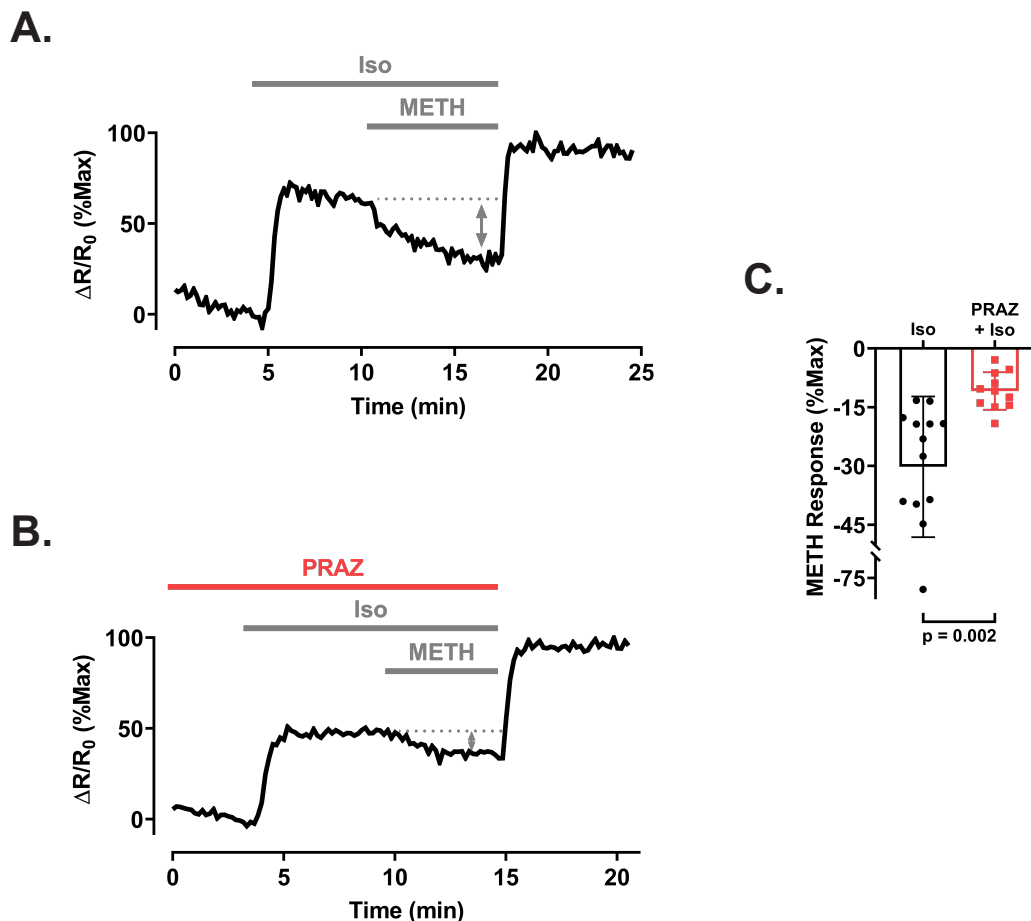 A.
Iso
METH
100
50
0
ΔR/R0 (%Max)
0 5 10 15 20 25
Time (min)
B.
PRAZ
Iso
METH
100
50
0
ΔR/R0 (%Max)
0 5 10 15 20
Time (min)
C.
Iso
PRAZ
+ Iso
0
-15
-30
-45
-75
METH Response (%Max)
p = 0.002